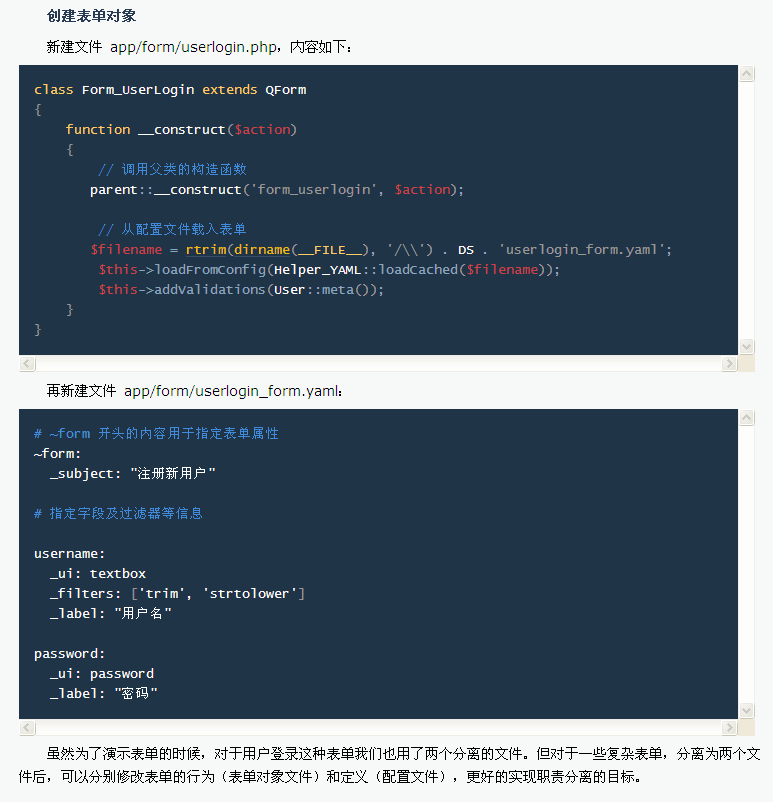 创建表单对象
新建文件 app/form/userlogin.php，内容如下：
class Form_UserLogin extends QForm
{
    function __construct($action)
    {
        // 调用父类的构造函数
       parent::__construct('form_userlogin', $action);

        // 从配置文件载入表单
       $filename = rtrim(dirname(__FILE__), '/\\') . DS . 'userlogin_form.yaml';
        $this->loadFromConfig(Helper_YAML::loadCached($filename));
        $this->addValidations(User::meta());
    }
}
再新建文件 app/form/userlogin_form.yaml：
# ~form 开头的内容用于指定表单属性
~form:
  _subject: "注册新用户"

# 指定字段及过滤器等信息

username:
  _ui: textbox
  _filters: ['trim', 'strtolower']
  _label: "用户名"

password:
  _ui: password
  _label: "密码"
虽然为了演示表单的时候，对于用户登录这种表单我们也用了两个分离的文件。但对于一些复杂表单，分离为两个文
件后，可以分别修改表单的行为（表单对象文件）和定义（配置文件），更好的实现职责分离的目标。